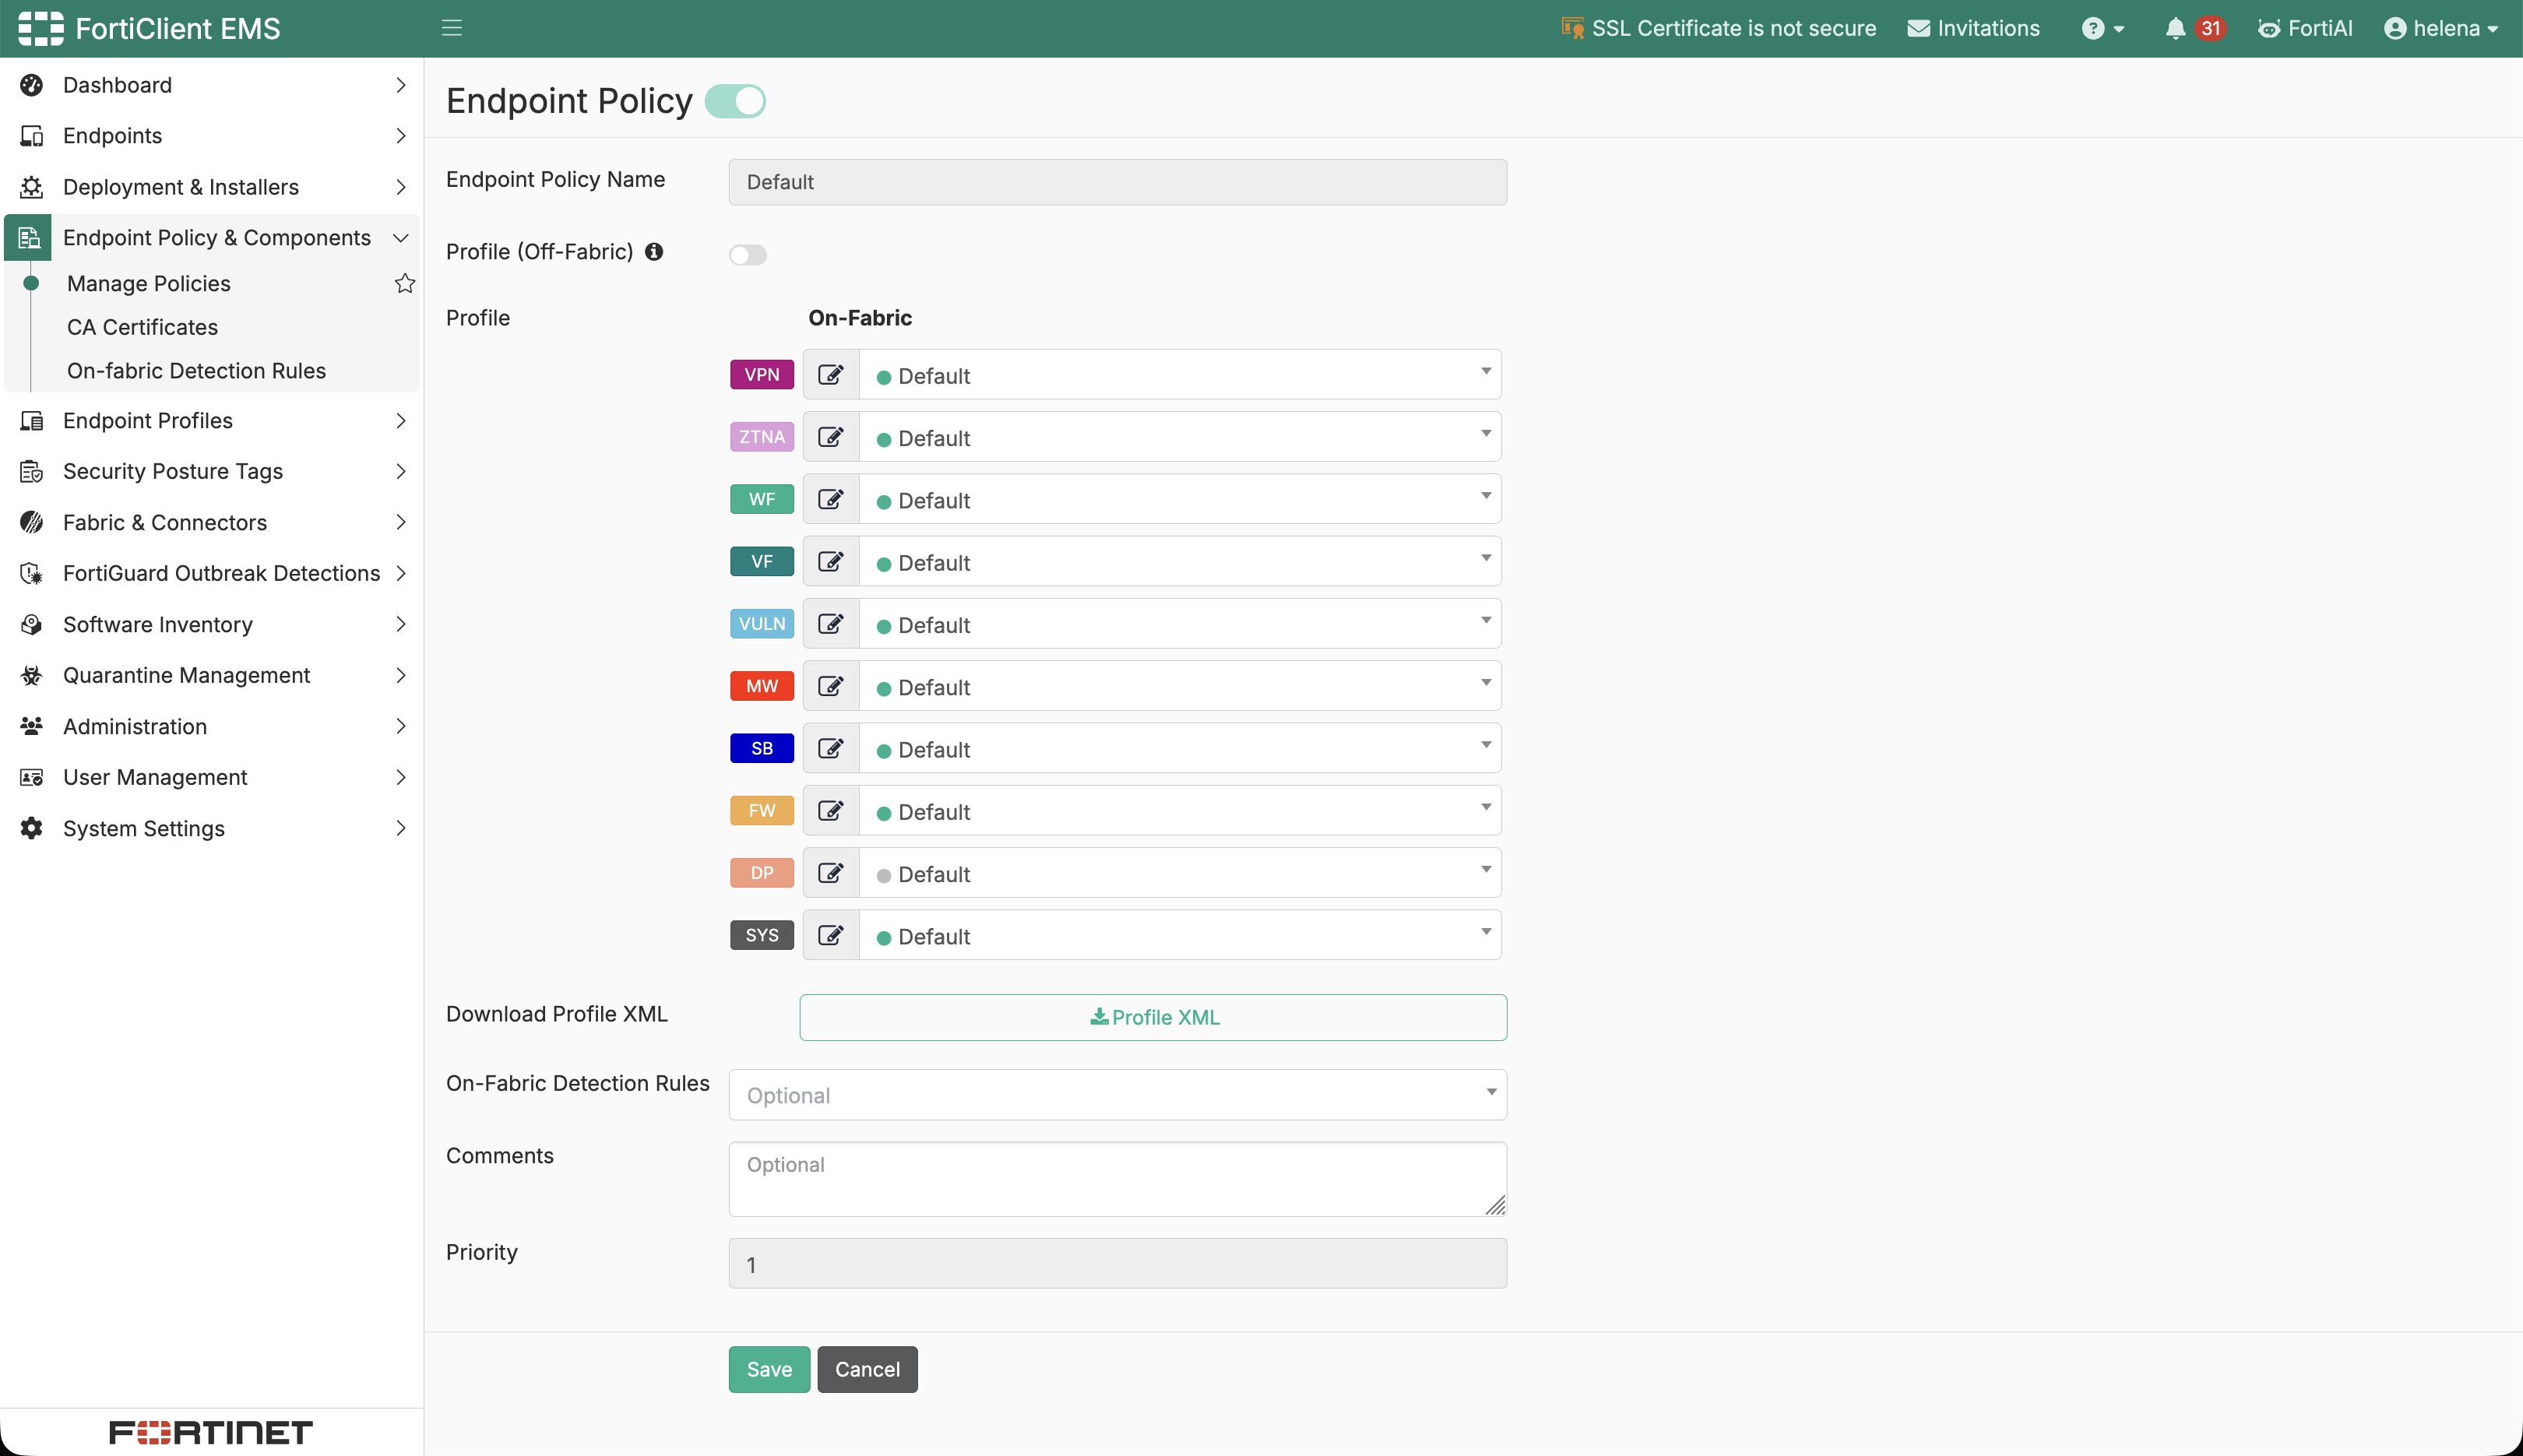 FortiClient EMS
SSL Certificate is not secure
Invitations
31
FortiAI
helena
Dashboard
Endpoints
Deployment & Installers
Endpoint Policy & Components
Manage Policies
CA Certificates
On-fabric Detection Rules
Endpoint Profiles
Security Posture Tags
Fabric & Connectors
FortiGuard Outbreak Detections
Software Inventory
Quarantine Management
Administration
User Management
System Settings
FORTINET
Endpoint Policy
Endpoint Policy Name
Default
Profile (Off-Fabric)
Profile
On-Fabric
VPN Default
ZTNA Default
WF Default
VF Default
VULN Default
MW Default
SB Default
FW Default
DP Default
SYS Default
Download Profile XML
Profile XML
On-Fabric Detection Rules
Optional
Comments
Optional
Priority
1
Save
Cancel